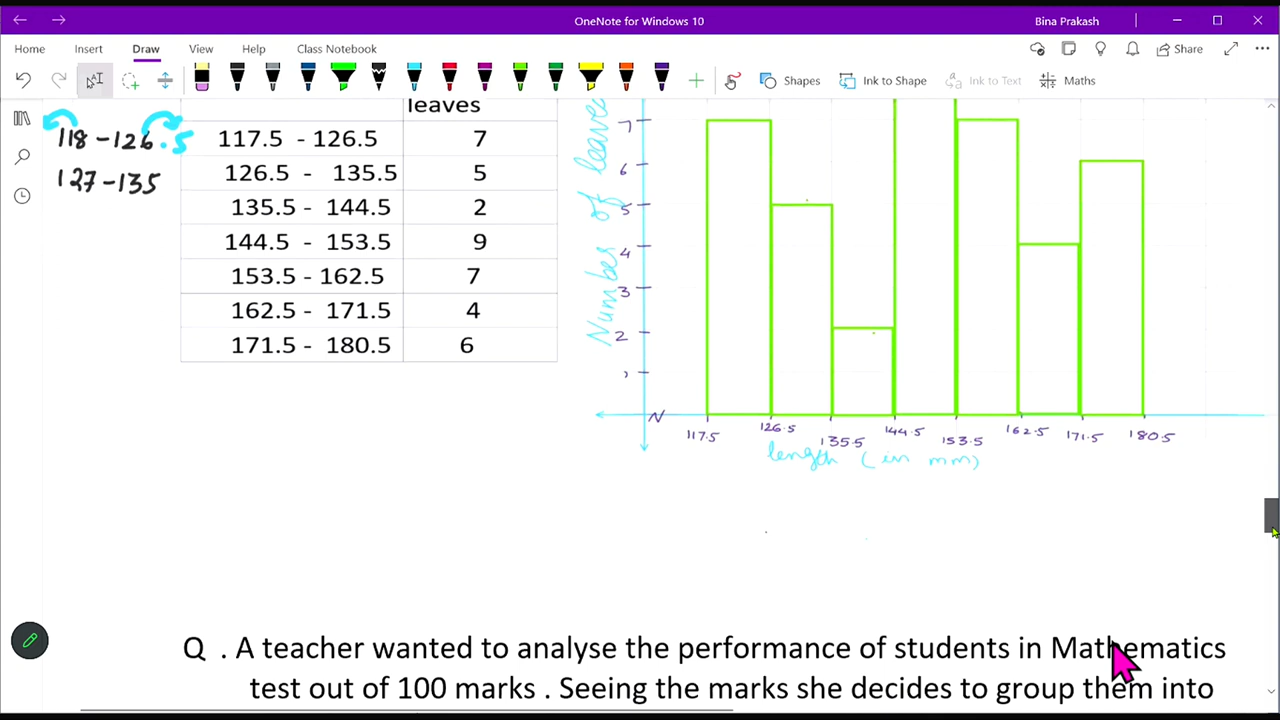 OneNote for Windows 10
Bina Prakash
Home Insert Draw View Help Class Notebook
Share
Shapes
Ink to Shape
Ink to Text
Maths
leaves
118 - 126 .5
127 - 135
117.5 - 126.5 7
126.5 - 135.5 5
135.5 - 144.5 2
144.5 - 153.5 9
153.5 - 162.5 7
162.5 - 171.5 4
171.5 - 180.5 6
Number of leaves
7
6
5
4
3
2
117.5 126.5 135.5 144.5 153.5 162.5 171.5 180.5
length (in mm)
Q . A teacher wanted to analyse the performance of students in Mathematics
test out of 100 marks . Seeing the marks she decides to group them into